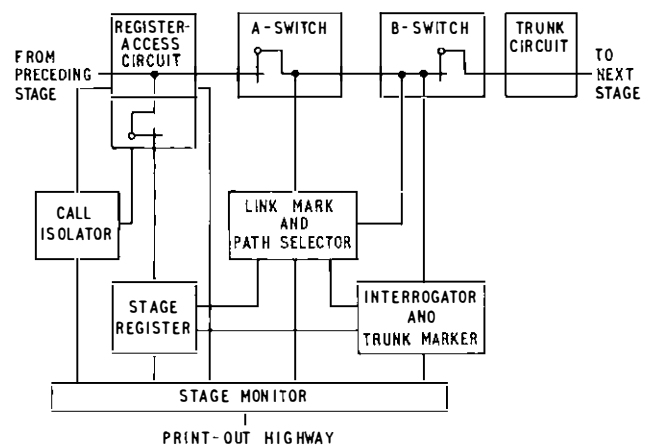 REGISTER-
ACCESS
CIRCUIT
A-SWITCH
B-SWITCH
TRUNK
CIRCUIT
FROM
PRECEDING
STAGE
TO
NEXT
STAGE
CALL
ISOLATOR
LINK MARK
AND
PATH SELECTOR
STAGE
REGISTER
INTERROGATOR
AND
TRUNK MARKER
STAGE MONITOR
PRINT-OUT HIGHWAY